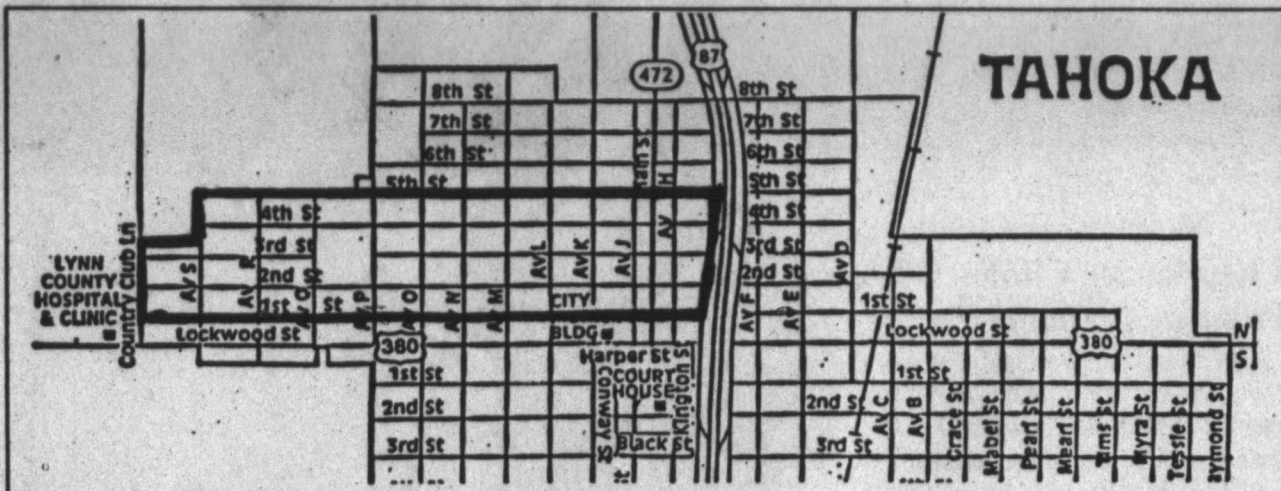 TAHOKA
87
472
8th St
8th St
7th St
7th St
6th St
6th St
5th St
5th St
4th St
4th St
3rd St
3rd St
2nd St
2nd St
1st St
1st St
Country Club Ln
LYNN
COUNTY
HOSPITAL
& CLINIC
Av S
Av R
Av P
Av O
Av N
Av M
Av L
Av K
Av J
AV H
Av F
Av E
Av D
CITY
BLDG
Lockwood St
Lockwood St
380
380
N
S
Harper St
COURT
HOUSE
Conway St
Kington S
Black St
1st St
2nd St
3rd St
1st St
2nd St
3rd St
Av C
Av B
Grace St
Mabel St
Pearl St
Mearl St
Myra St
Tessie St
aymond St